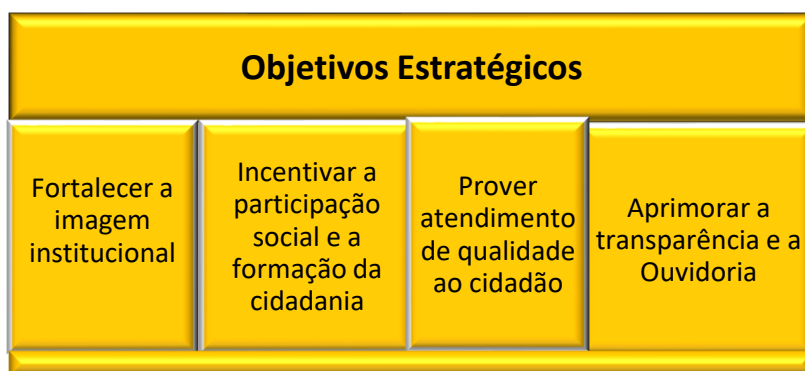 Objetivos Estratégicos
Fortalecer a
imagem
institucional
Incentivar a
participação
social e a
formação da
cidadania
Prover
atendimento
de qualidade
ao cidadão
Aprimorar a
transparência e a
Ouvidoria